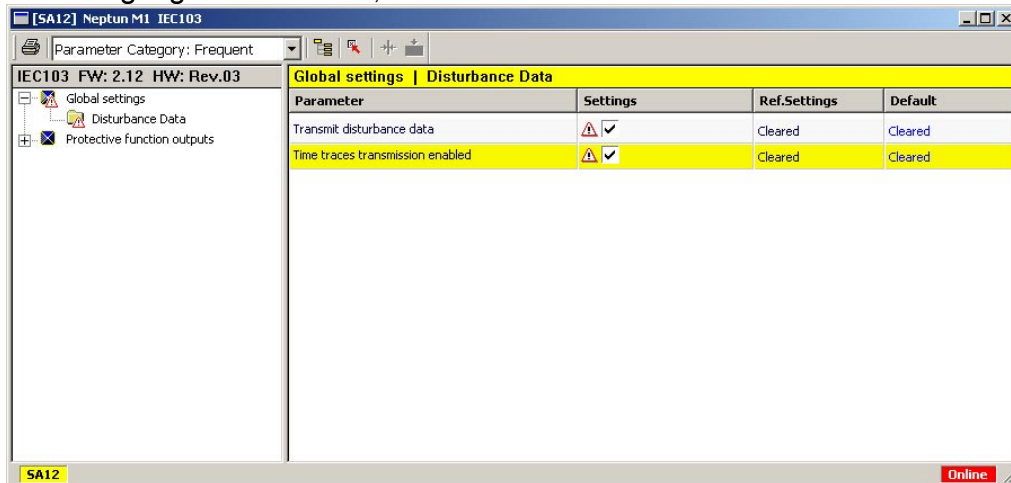 [SA12] Neptun M1 IEC103
Parameter Category: Frequent
IEC103 FW: 2.12 HW: Rev.03
Global settings
Disturbance Data
Protective function outputs
Global settings | Disturbance Data
Parameter Settings Ref.Settings Default
Transmit disturbance data Cleared Cleared
Time traces transmission enabled Cleared Cleared
SA12
Online